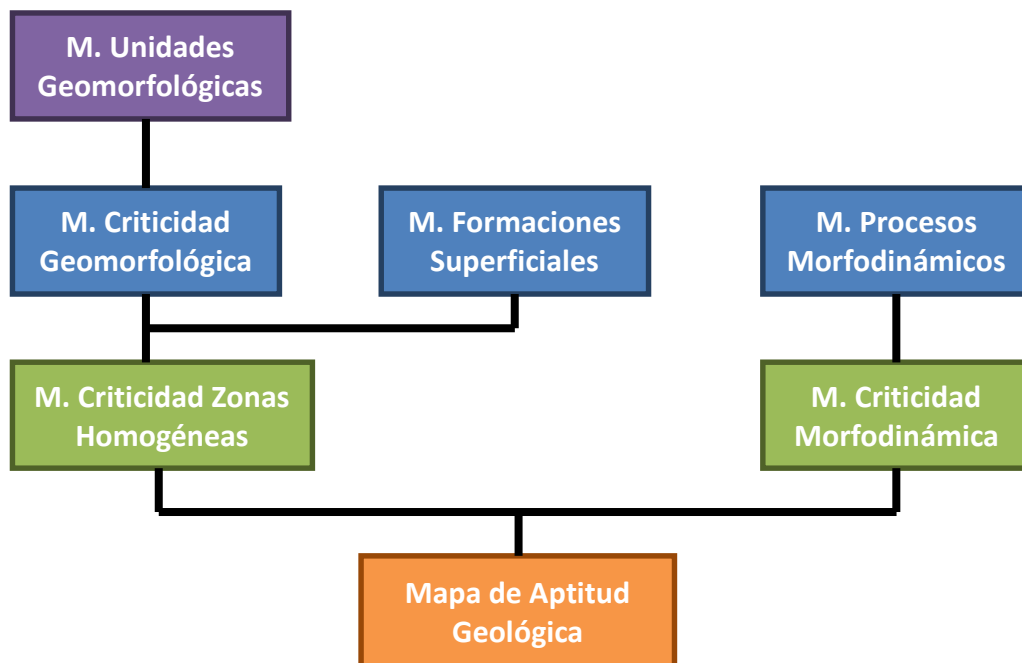 M. Unidades
Geomorfológicas
M. Criticidad
Geomorfológica
M. Formaciones
Superficiales
M. Procesos
Morfodinámicos
M. Criticidad Zonas
Homogéneas
M. Criticidad
Morfodinámica
Mapa de Aptitud
Geológica